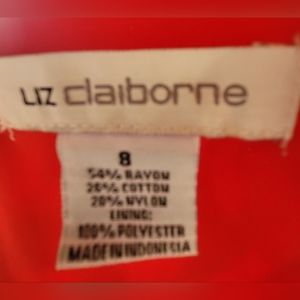 LIZ claiborne
8
54% RAYON
26% COTTON
20% NYLON
LINING:
100% POLYESTER
MADE IN INDONESIA